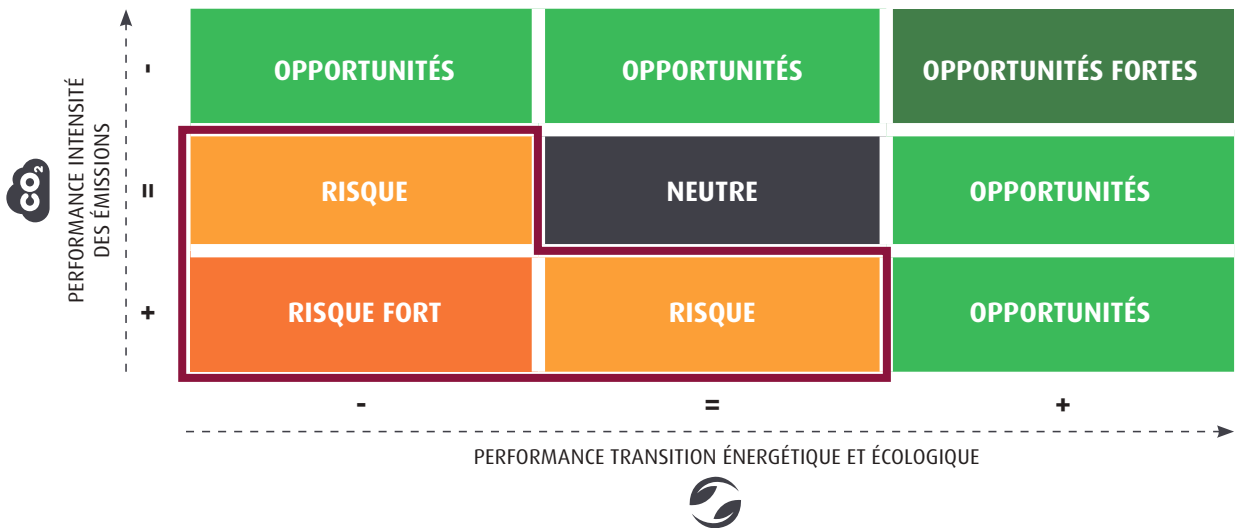 -
OPPORTUNITÉS
OPPORTUNITÉS
OPPORTUNITÉS FORTES
PERFORMANCE INTENSITÉ
DES ÉMISSIONS
CO₂
=
RISQUE
NEUTRE
OPPORTUNITÉS
+
RISQUE FORT
RISQUE
OPPORTUNITÉS
-
=
+
PERFORMANCE TRANSITION ÉNERGÉTIQUE ET ÉCOLOGIQUE